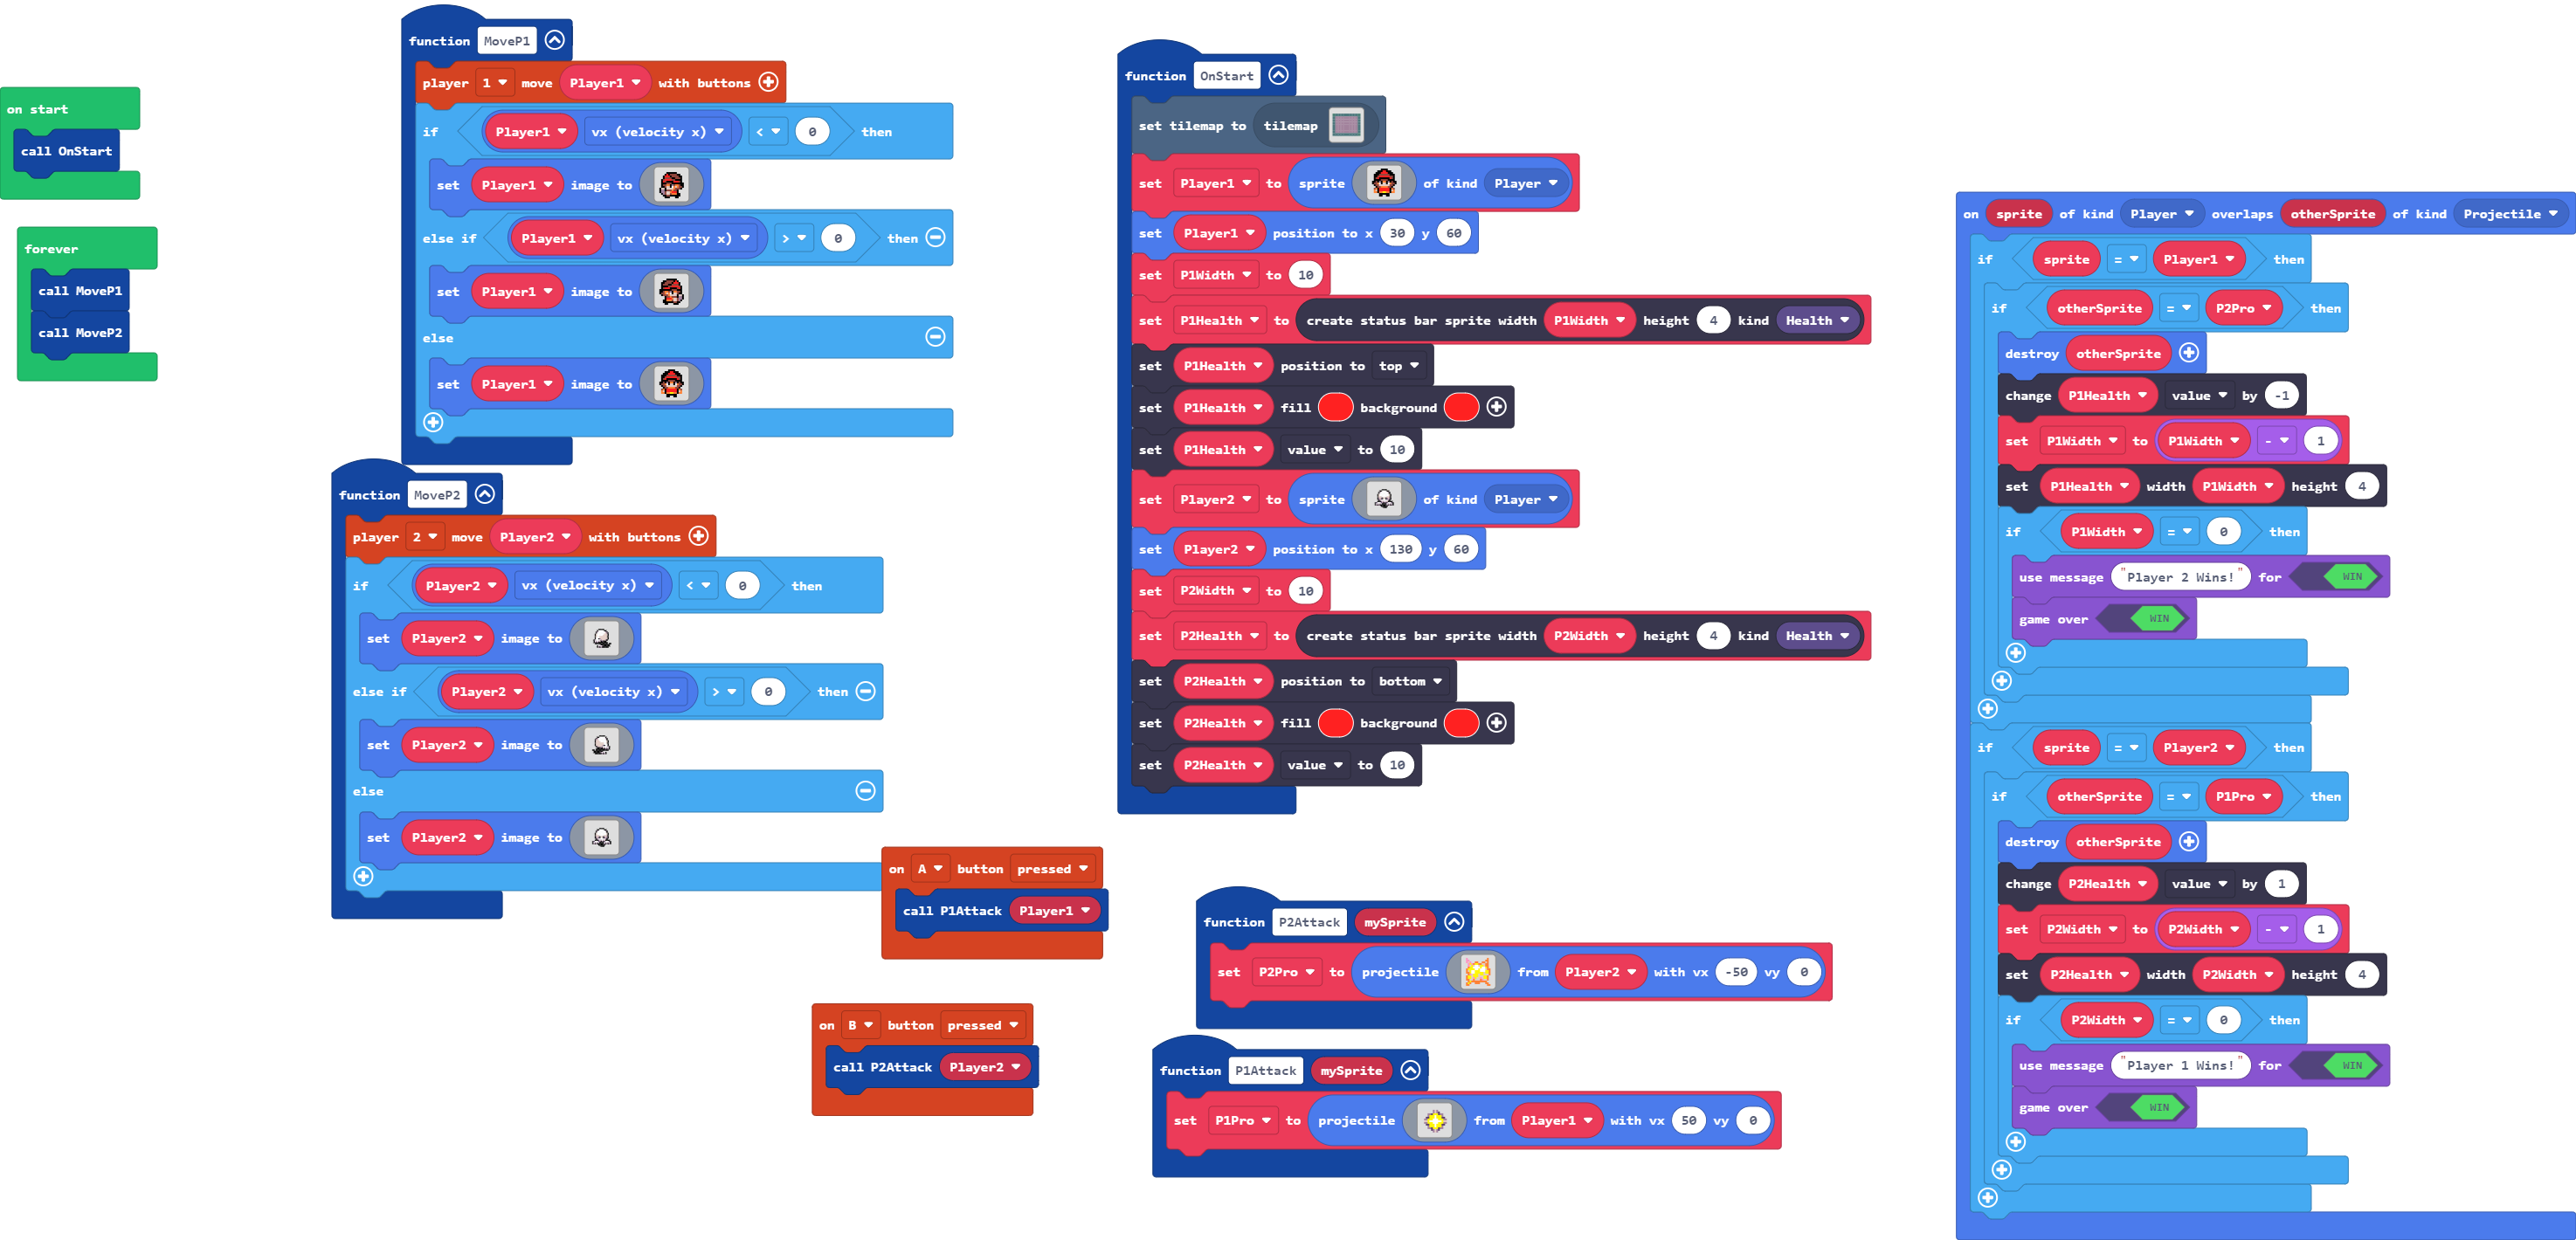 on start
call OnStart
forever
call MoveP1
call MoveP2
function MoveP1
player 1 move Player1 with buttons
if Player1 vx (velocity x) < 0 then
set Player1 image to
else if Player1 vx (velocity x) > 0 then
set Player1 image to
else
set Player1 image to
function MoveP2
player 2 move Player2 with buttons
if Player2 vx (velocity x) < 0 then
set Player2 image to
else if Player2 vx (velocity x) > 0 then
set Player2 image to
else
set Player2 image to
on A button pressed
call P1Attack Player1
on B button pressed
call P2Attack Player2
function OnStart
set tilemap to tilemap
set Player1 to sprite of kind Player
set Player1 position to x 30 y 60
set P1Width to 10
set P1Health to create status bar sprite width P1Width height 4 kind Health
set P1Health position to top
set P1Health fill background
set P1Health value to 10
set Player2 to sprite of kind Player
set Player2 position to x 130 y 60
set P2Width to 10
set P2Health to create status bar sprite width P2Width height 4 kind Health
set P2Health position to bottom
set P2Health fill background
set P2Health value to 10
function P2Attack mySprite
set P2Pro to projectile from Player2 with vx -50 vy 0
function P1Attack mySprite
set P1Pro to projectile from Player1 with vx 50 vy 0
on sprite of kind Player overlaps otherSprite of kind Projectile
if sprite = Player1 then
if otherSprite = P2Pro then
destroy otherSprite
change P1Health value by -1
set P1Width to P1Width - 1
set P1Health width P1Width height 4
if P1Width = 0 then
use message "Player 2 Wins!" for WIN
game over WIN
if sprite = Player2 then
if otherSprite = P1Pro then
destroy otherSprite
change P2Health value by 1
set P2Width to P2Width - 1
set P2Health width P2Width height 4
if P2Width = 0 then
use message "Player 1 Wins!" for WIN
game over WIN